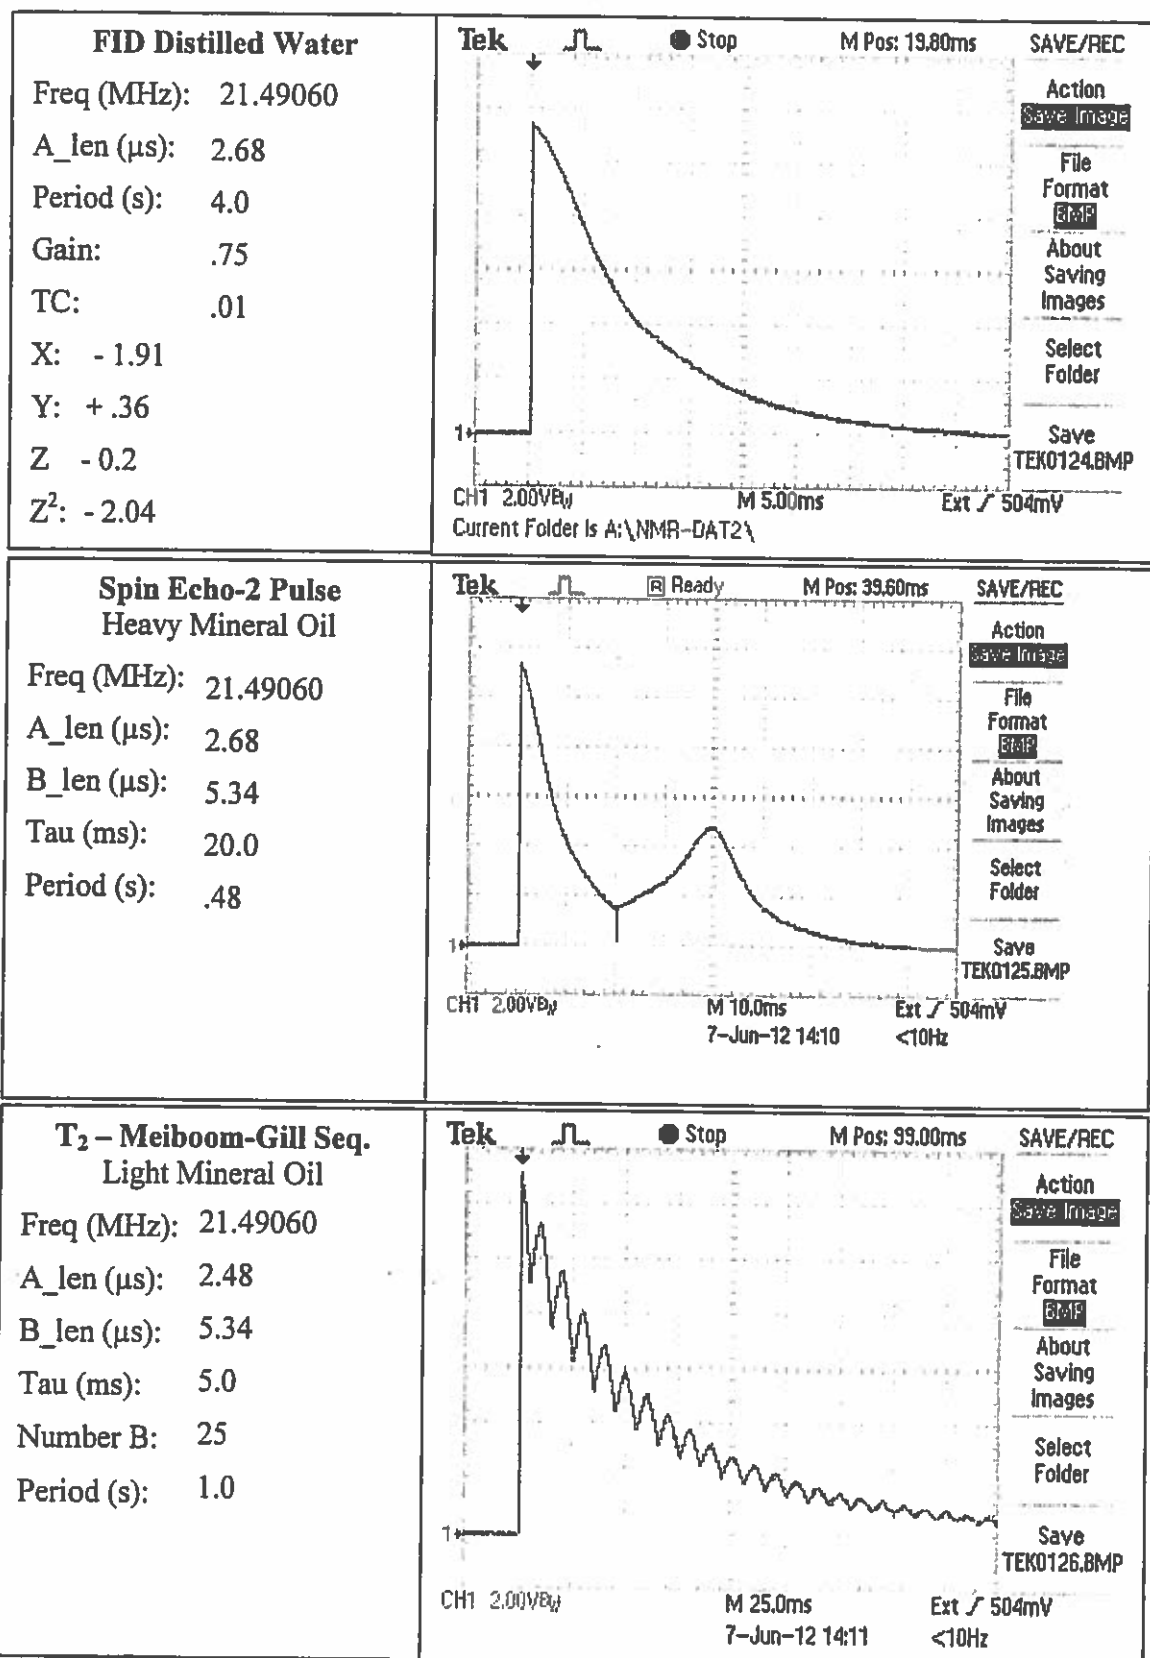 FID Distilled Water
Freq (MHz): 21.49060
A_len (µs): 2.68
Period (s): 4.0
Gain: .75
TC: .01
X: - 1.91
Y: + .36
Z - 0.2
Z²: - 2.04
Tek Stop M Pos: 19.80ms SAVE/REC
Action
Save Image
File
Format
BMP
About
Saving
Images
Select
Folder
Save
TEK0124.BMP
1
CH1 2.00VBW M 5.00ms Ext 504mV
Current Folder is A:\NMR-DAT2\
Spin Echo-2 Pulse
Heavy Mineral Oil
Freq (MHz): 21.49060
A_len (µs): 2.68
B_len (µs): 5.34
Tau (ms): 20.0
Period (s): .48
Tek R Ready M Pos: 39.60ms SAVE/REC
Action
Save Image
File
Format
BMP
About
Saving
Images
Select
Folder
Save
TEK0125.BMP
1
CH1 2.00VBW M 10.0ms Ext 504mV
7-Jun-12 14:10 <10Hz
T₂ – Meiboom-Gill Seq.
Light Mineral Oil
Freq (MHz): 21.49060
A_len (µs): 2.48
B_len (µs): 5.34
Tau (ms): 5.0
Number B: 25
Period (s): 1.0
Tek Stop M Pos: 99.00ms SAVE/REC
Action
Save Image
File
Format
BMP
About
Saving
Images
Select
Folder
Save
TEK0126.BMP
1
CH1 2.00VBW M 25.0ms Ext 504mV
7-Jun-12 14:11 <10Hz